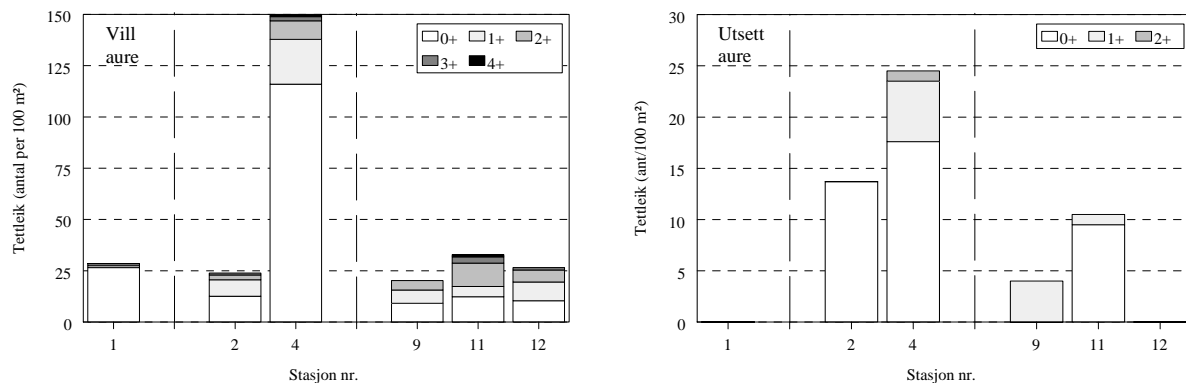 Vill
aure
0+ 1+ 2+
3+ 4+
Tettleik (antal per 100 m²)
150
125
100
75
50
25
0
1 2 4 9 11 12
Stasjon nr.
Utsett
aure
0+ 1+ 2+
Tettleik (ant/100 m²)
30
25
20
15
10
5
0
1 2 4 9 11 12
Stasjon nr.